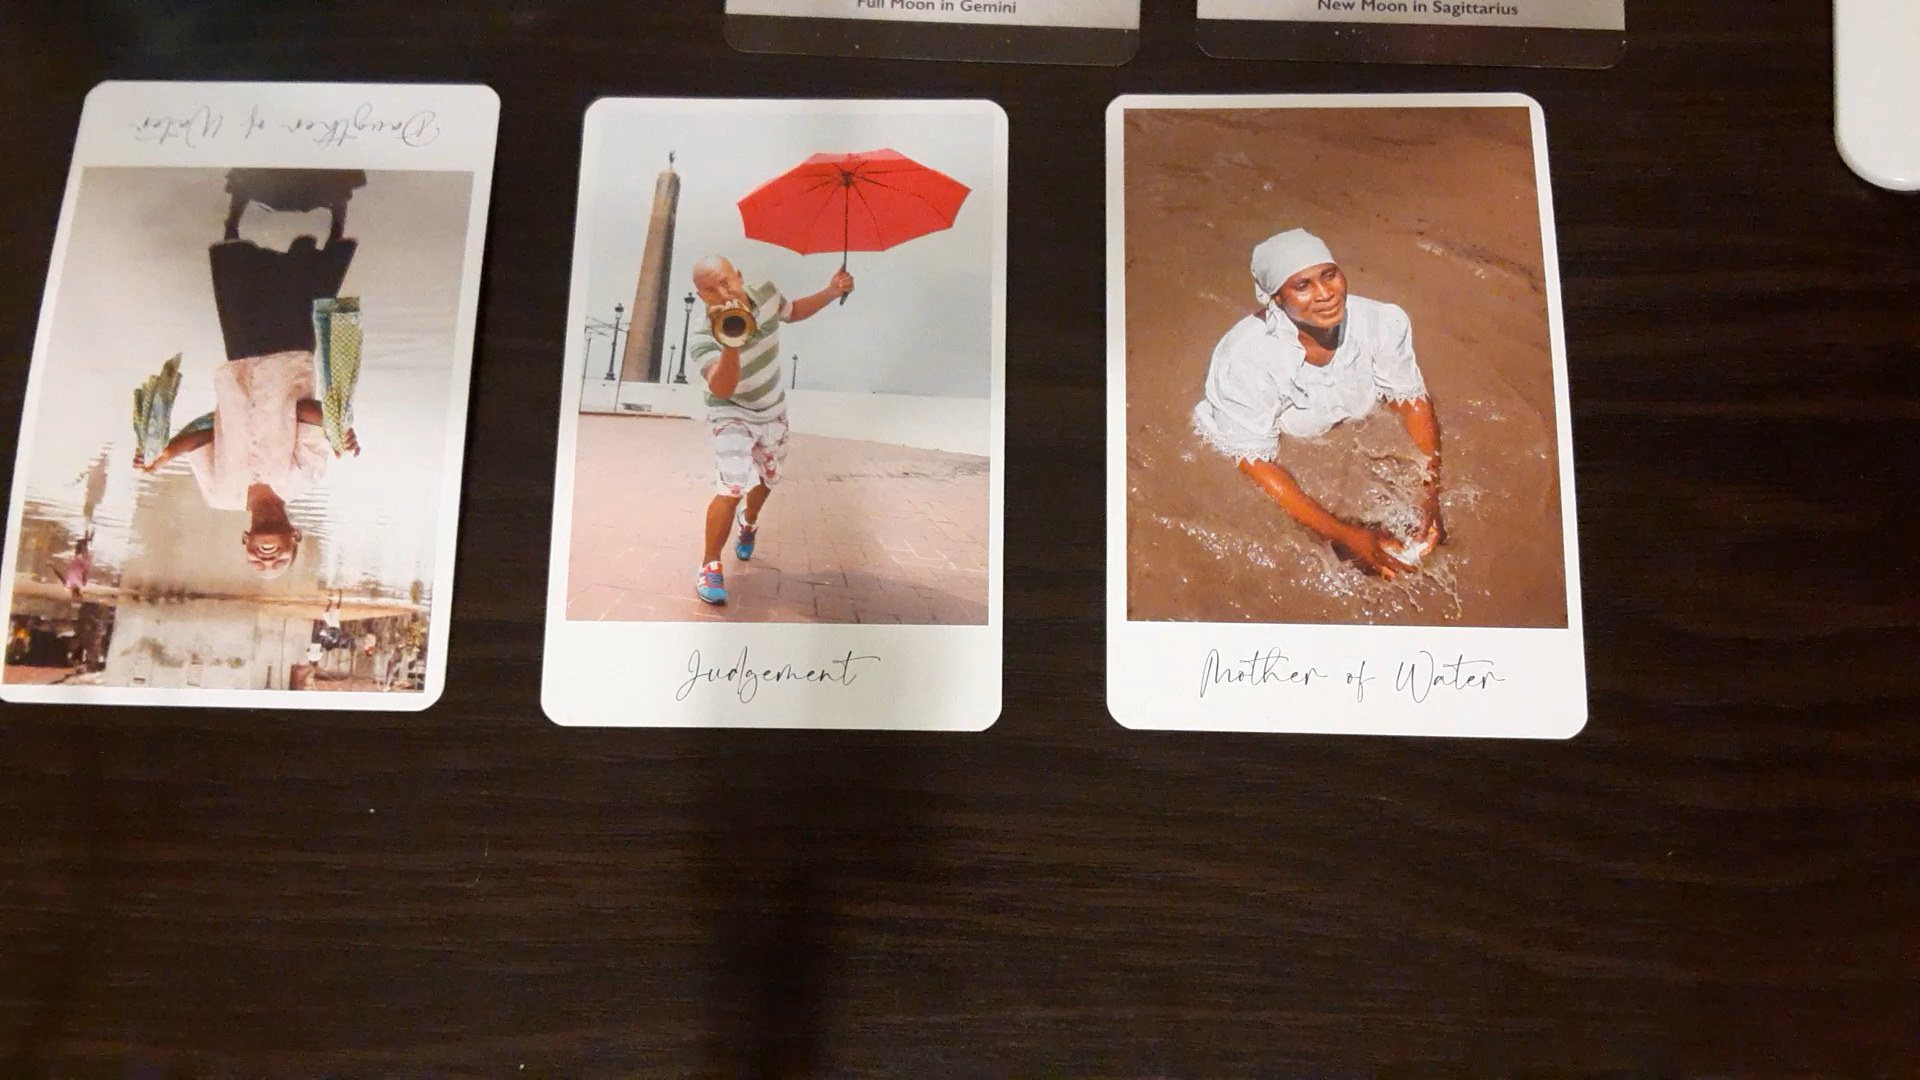 Full Moon in Gemini
New Moon in Sagittarius
Daughter of Water
Judgement
Mother of Water